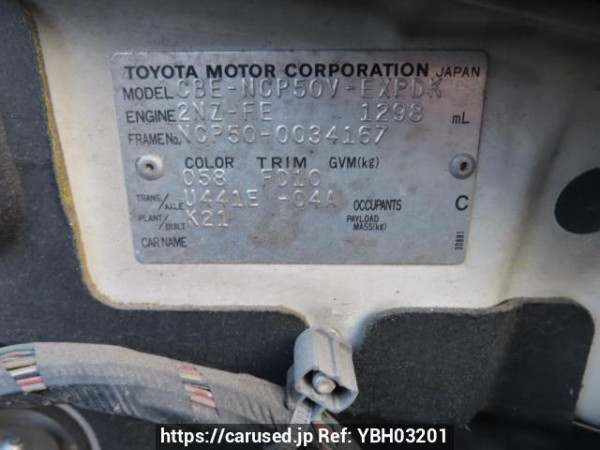 TOYOTA MOTOR CORPORATION JAPAN
MODEL CBE-NCP50V-EXPDK
ENGINE 2NZ-FE 1298 mL
FRAME No. NCP50-0034167
COLOR TRIM GVM(kg)
058 FD10
TRANS./AXLE U441E -04A OCCUPANTS C
PLANT/BUILT K21 PAYLOAD MASS(kg)
CAR NAME
https://carused.jp Ref: YBH03201